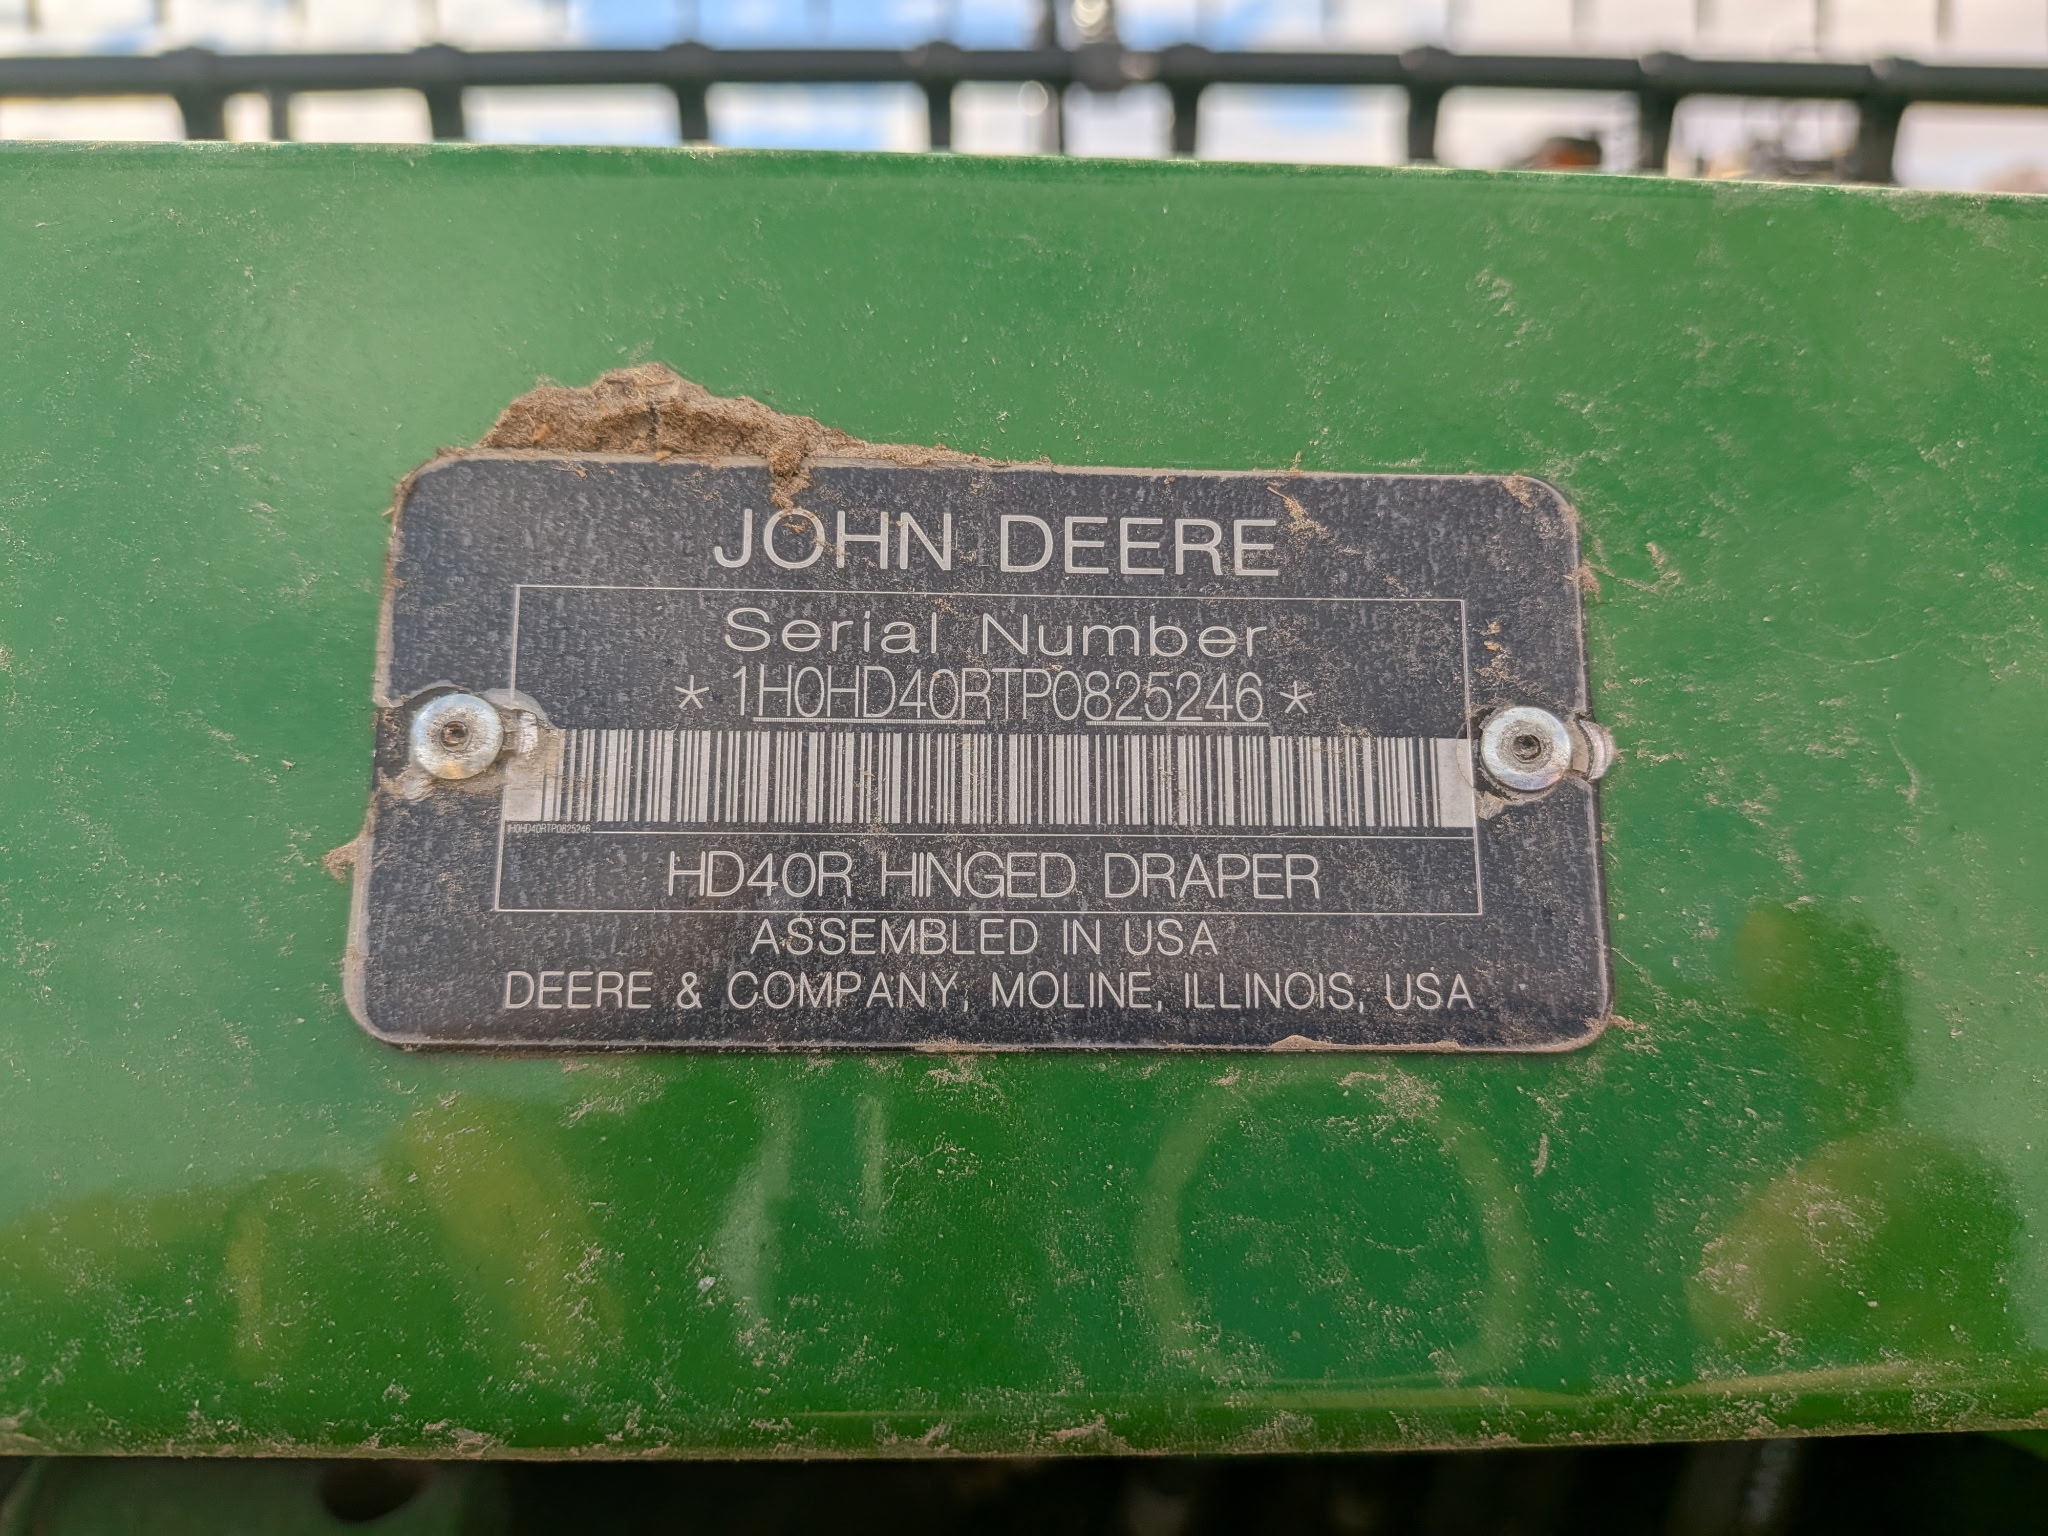 JOHN DEERE
Serial Number
* 1H0HD40RTP0825246 *
1H0HD40RTP0825246
HD40R HINGED DRAPER
ASSEMBLED IN USA
DEERE & COMPANY, MOLINE, ILLINOIS, USA